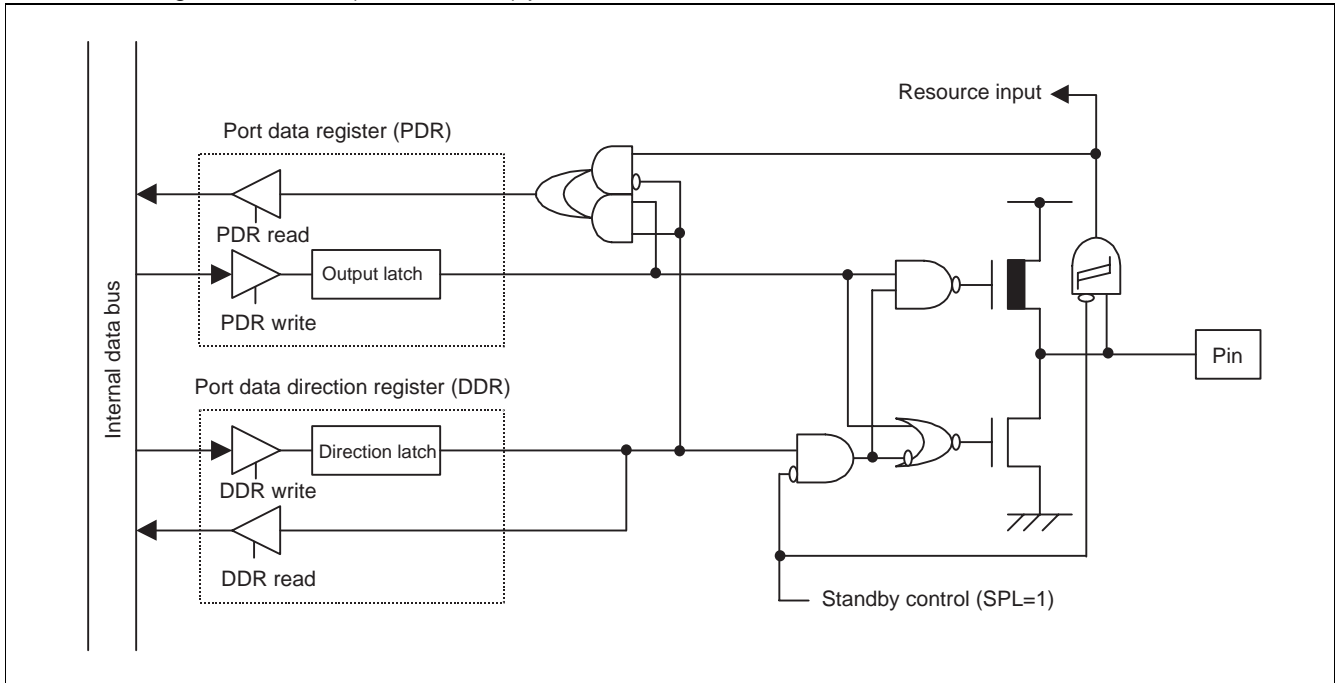 Resource input
Port data register (PDR)
PDR read
Output latch
PDR write
Internal data bus
Pin
Port data direction register (DDR)
Direction latch
DDR write
DDR read
Standby control (SPL=1)